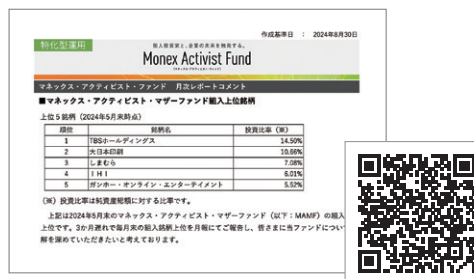 作成基準日 ： 2024年8月30日
特化型運用
個人投資家と、企業の未来を発見する。
Monex Activist Fund
マネックス・アクティビスト・ファンド 月次レポートコメント
■マネックス・アクティビスト・マザーファンド組入上位銘柄
上位5銘柄（2024年5月末時点）
順位 銘柄名 投資比率（※）
1 TBSホールディングス 14.50%
2 大日本印刷 10.66%
3 しまむら 7.08%
4 ＩＨＩ 6.01%
5 ガンホー・オンライン・エンターテイメント 5.52%
（※）投資比率は純資産総額に対する比率です。
上記は2024年5月末のマネックス・アクティビスト・マザーファンド（以下：MAMF）の組入
上位です。3か月遅れで毎月末の組入銘柄上位を月報にてご報告し、皆さまに当ファンドについ
解を深めていただきたいと考えております。